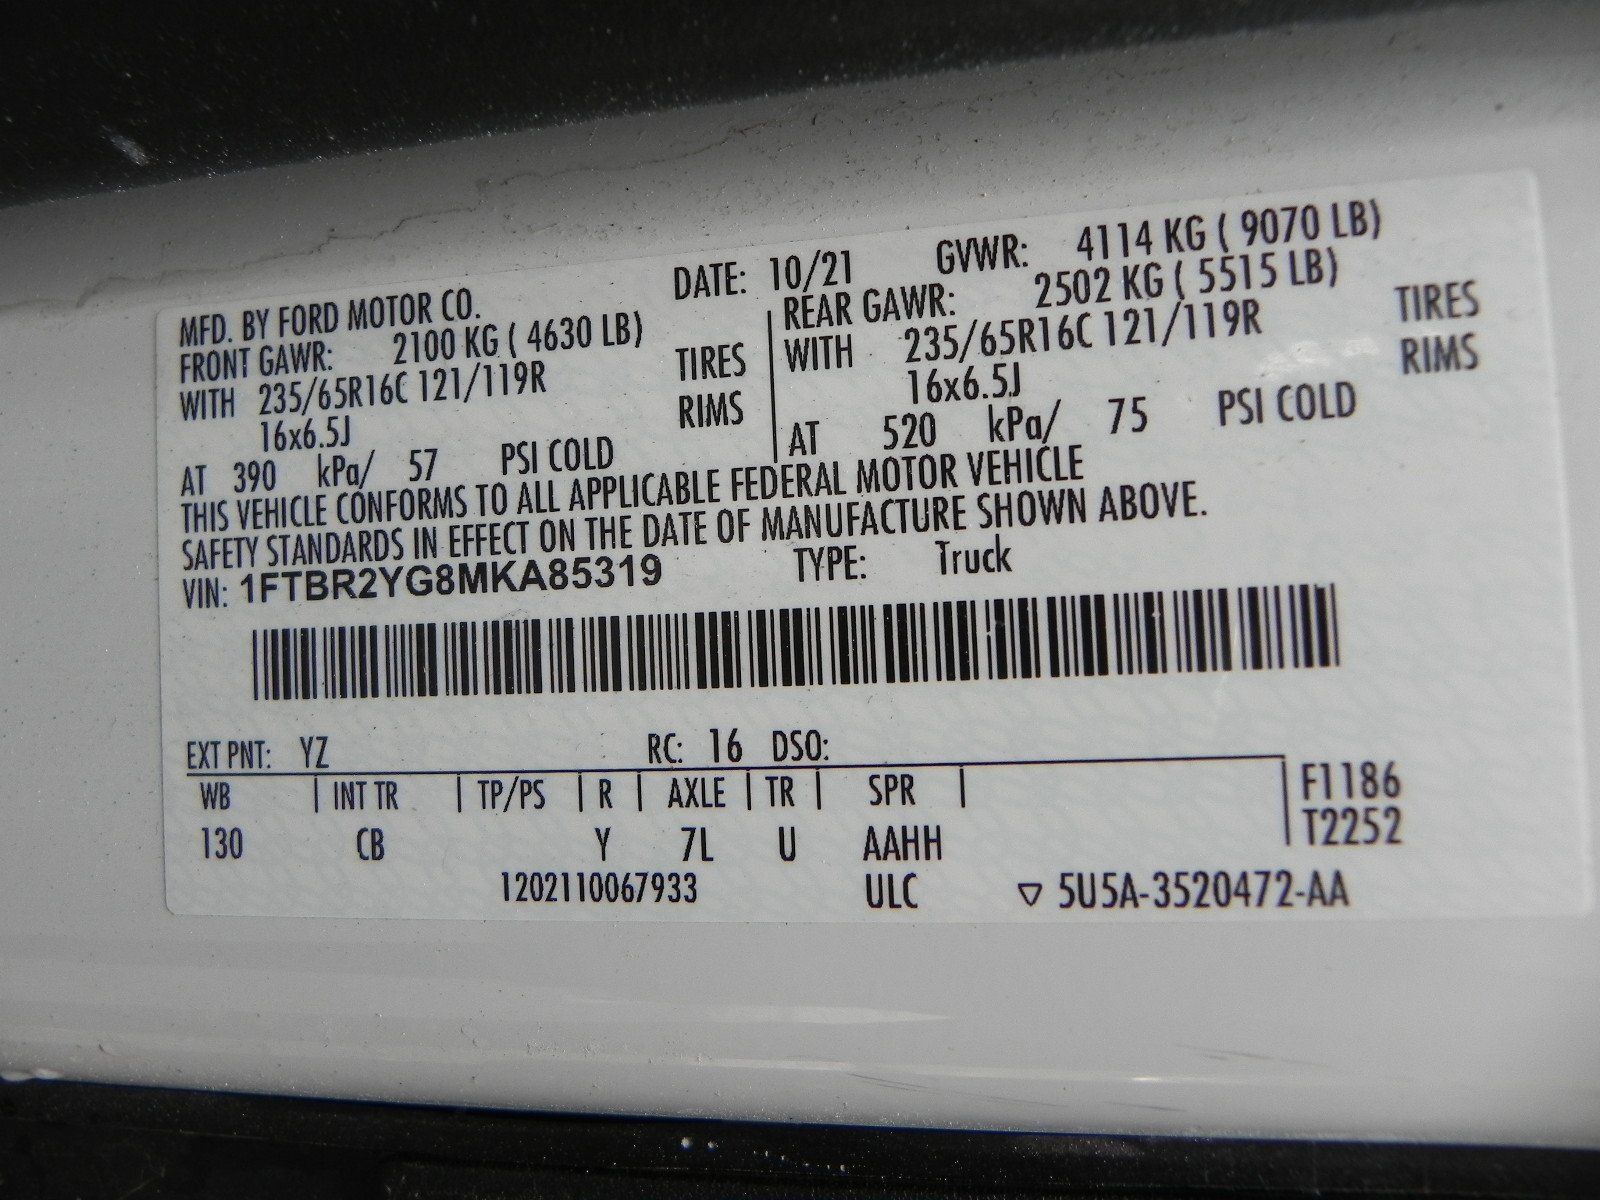 MFD. BY FORD MOTOR CO. DATE: 10/21 GVWR: 4114 KG ( 9070 LB)
FRONT GAWR: 2100 KG ( 4630 LB)
WITH 235/65R16C 121/119R TIRES
16x6.5J RIMS
AT 390 kPa/ 57 PSI COLD
REAR GAWR: 2502 KG ( 5515 LB)
WITH 235/65R16C 121/119R TIRES
16x6.5J RIMS
AT 520 kPa/ 75 PSI COLD
THIS VEHICLE CONFORMS TO ALL APPLICABLE FEDERAL MOTOR VEHICLE
SAFETY STANDARDS IN EFFECT ON THE DATE OF MANUFACTURE SHOWN ABOVE.
VIN: 1FTBR2YG8MKA85319 TYPE: Truck
EXT PNT: YZ RC: 16 DSO:
WB | INT TR | TP/PS | R | AXLE | TR | SPR | F1186
130 CB Y 7L U AAHH T2252
1202110067933 ULC ▽ 5U5A-3520472-AA